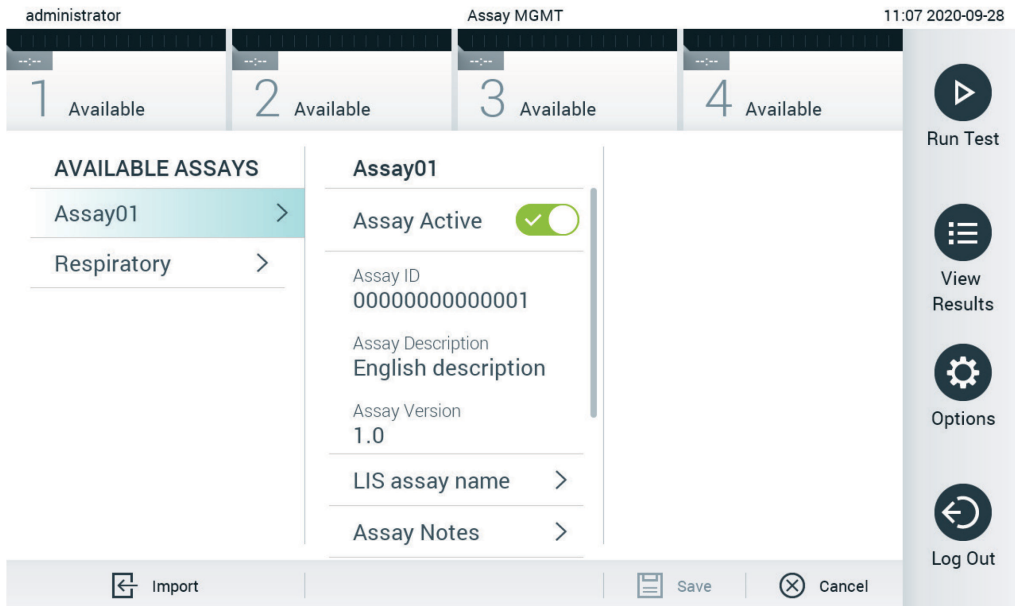 administrator
Assay MGMT
11:07 2020-09-28
--:--
1 Available
--:--
2 Available
--:--
3 Available
--:--
4 Available
AVAILABLE ASSAYS
Assay01
Respiratory
Assay01
Assay Active
Assay ID
00000000000001
Assay Description
English description
Assay Version
1.0
LIS assay name
Assay Notes
Run Test
View
Results
Options
Log Out
Import
Save
Cancel